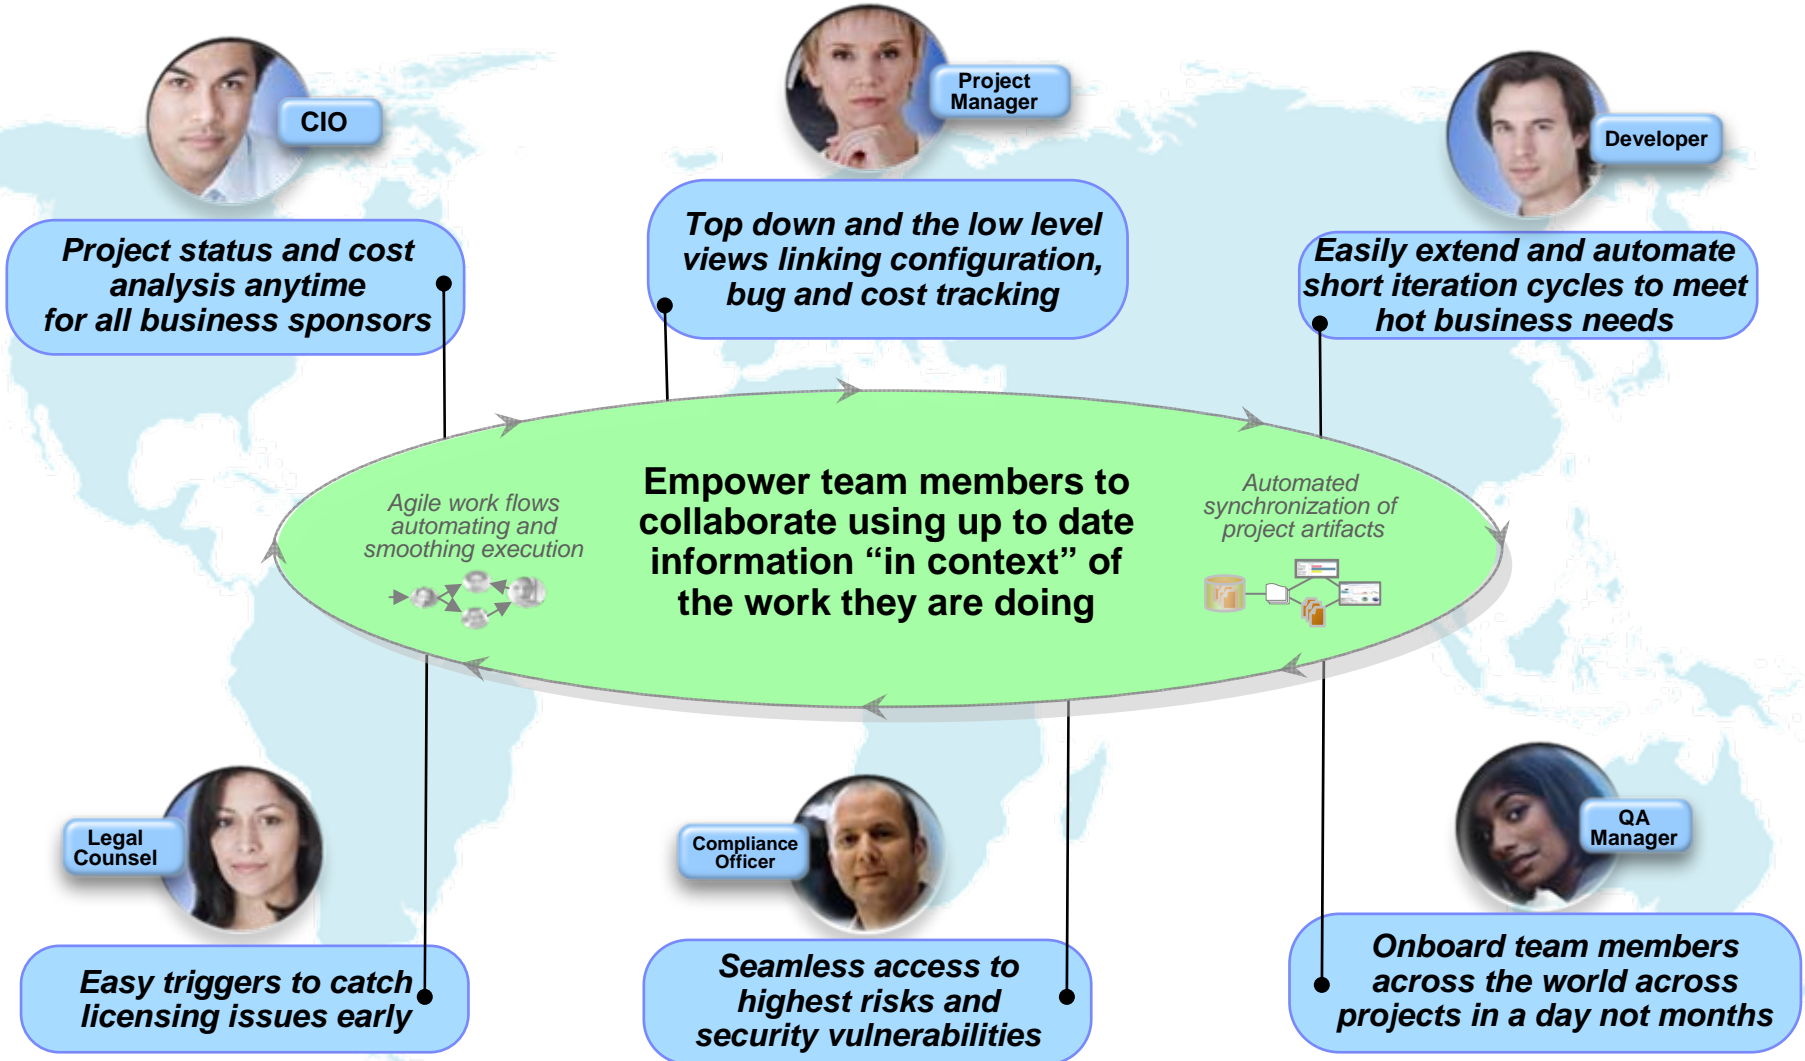 CIO
Project status and cost
analysis anytime
for all business sponsors
Project
Manager
Top down and the low level
views linking configuration,
bug and cost tracking
Developer
Easily extend and automate
short iteration cycles to meet
hot business needs
Agile work flows
automating and
smoothing execution
Empower team members to
collaborate using up to date
information “in context” of
the work they are doing
Automated
synchronization of
project artifacts
Legal
Counsel
Easy triggers to catch
licensing issues early
Compliance
Officer
Seamless access to
highest risks and
security vulnerabilities
QA
Manager
Onboard team members
across the world across
projects in a day not months